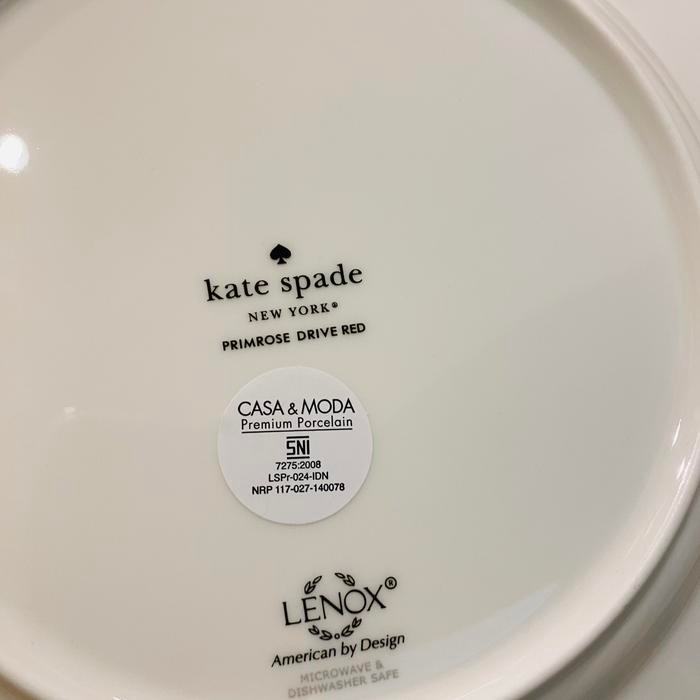 kate spade
NEW YORK®
PRIMROSE DRIVE RED
CASA & MODA
Premium Porcelain
SNI
7275:2008
LSPr-024-IDN
NRP 117-027-140078
LENOX®
American by Design
MICROWAVE &
DISHWASHER SAFE